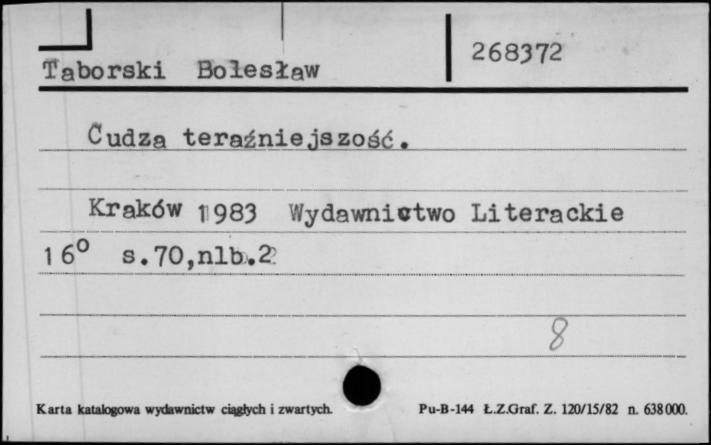 Taborski Bolesław 268372
Cudza teraźniejszość.
Kraków 1983 Wydawnictwo Literackie
16° s.70,nlb.2
8
Karta katalogowa wydawnictw ciągłych i zwartych. Pu-B-144 Ł.Z.Graf. Z. 120/15/82 n. 638000.